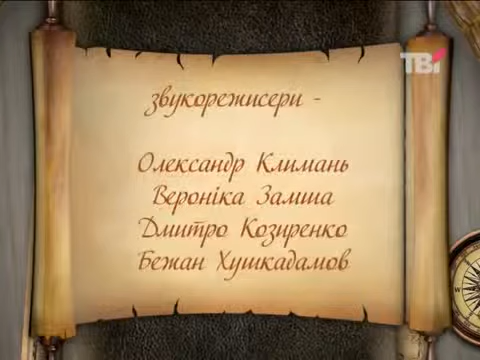 ТВі
звукорежисери -
Олександр Климань
Вероніка Замша
Дмитро Козиренко
Бежан Хушкадамов